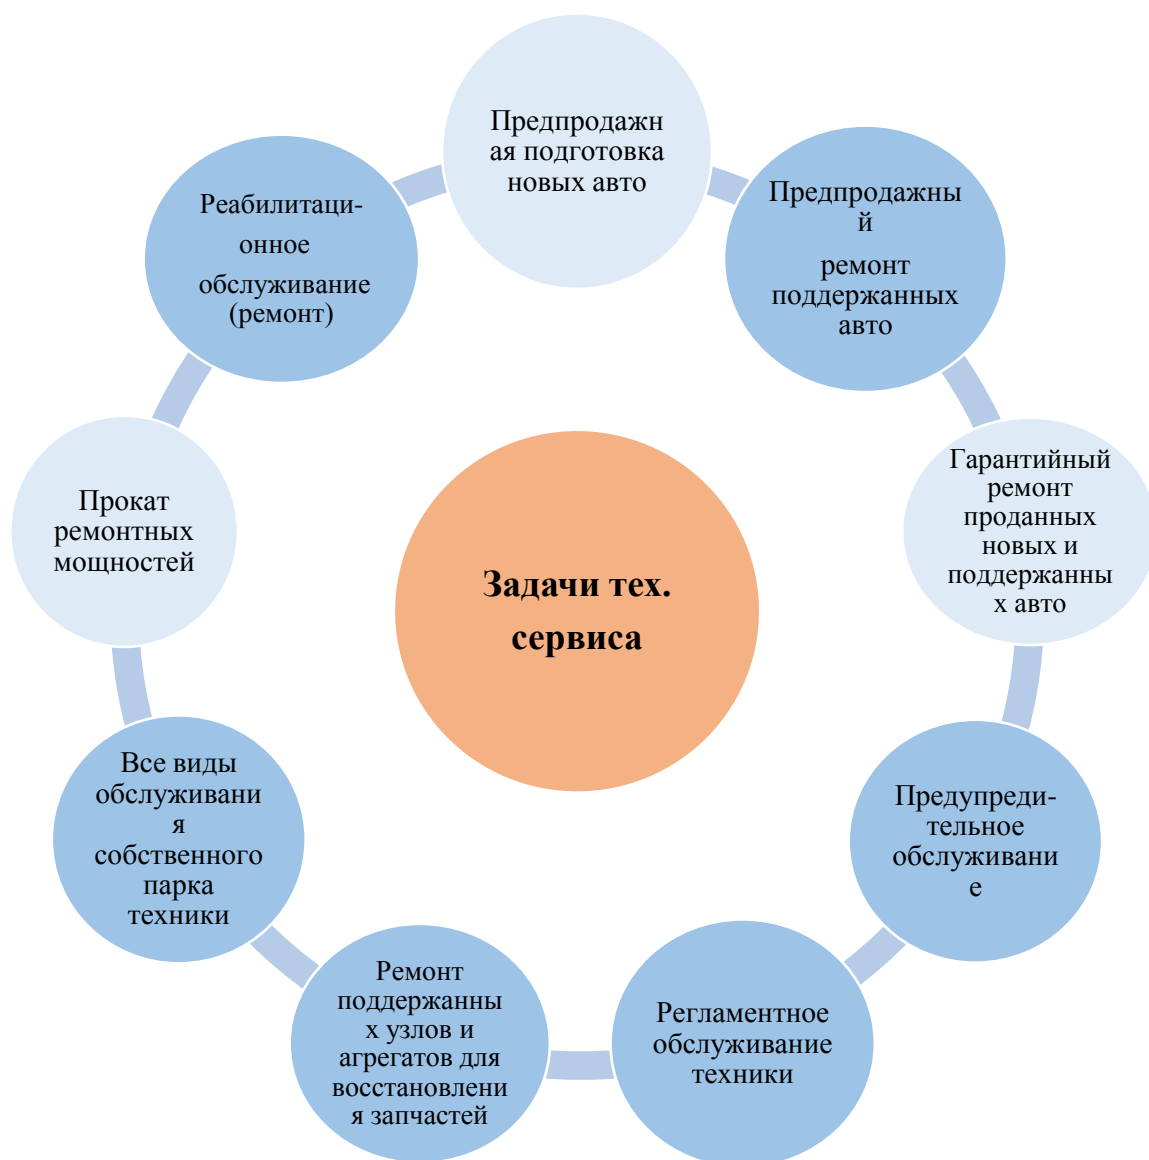 Предпродажн
ая подготовка
новых авто
Предпродажны
й
ремонт
поддержанных
авто
Гарантийный
ремонт
проданных
новых и
поддержанны
х авто
Предупреди-
тельное
обслуживани
е
Регламентное
обслуживание
техники
Ремонт
поддержанны
х узлов и
агрегатов для
восстановлени
я запчастей
Все виды
обслуживани
я
собственного
парка
техники
Прокат
ремонтных
мощностей
Реабилитаци-
онное
обслуживание
(ремонт)
Задачи тех.
сервиса